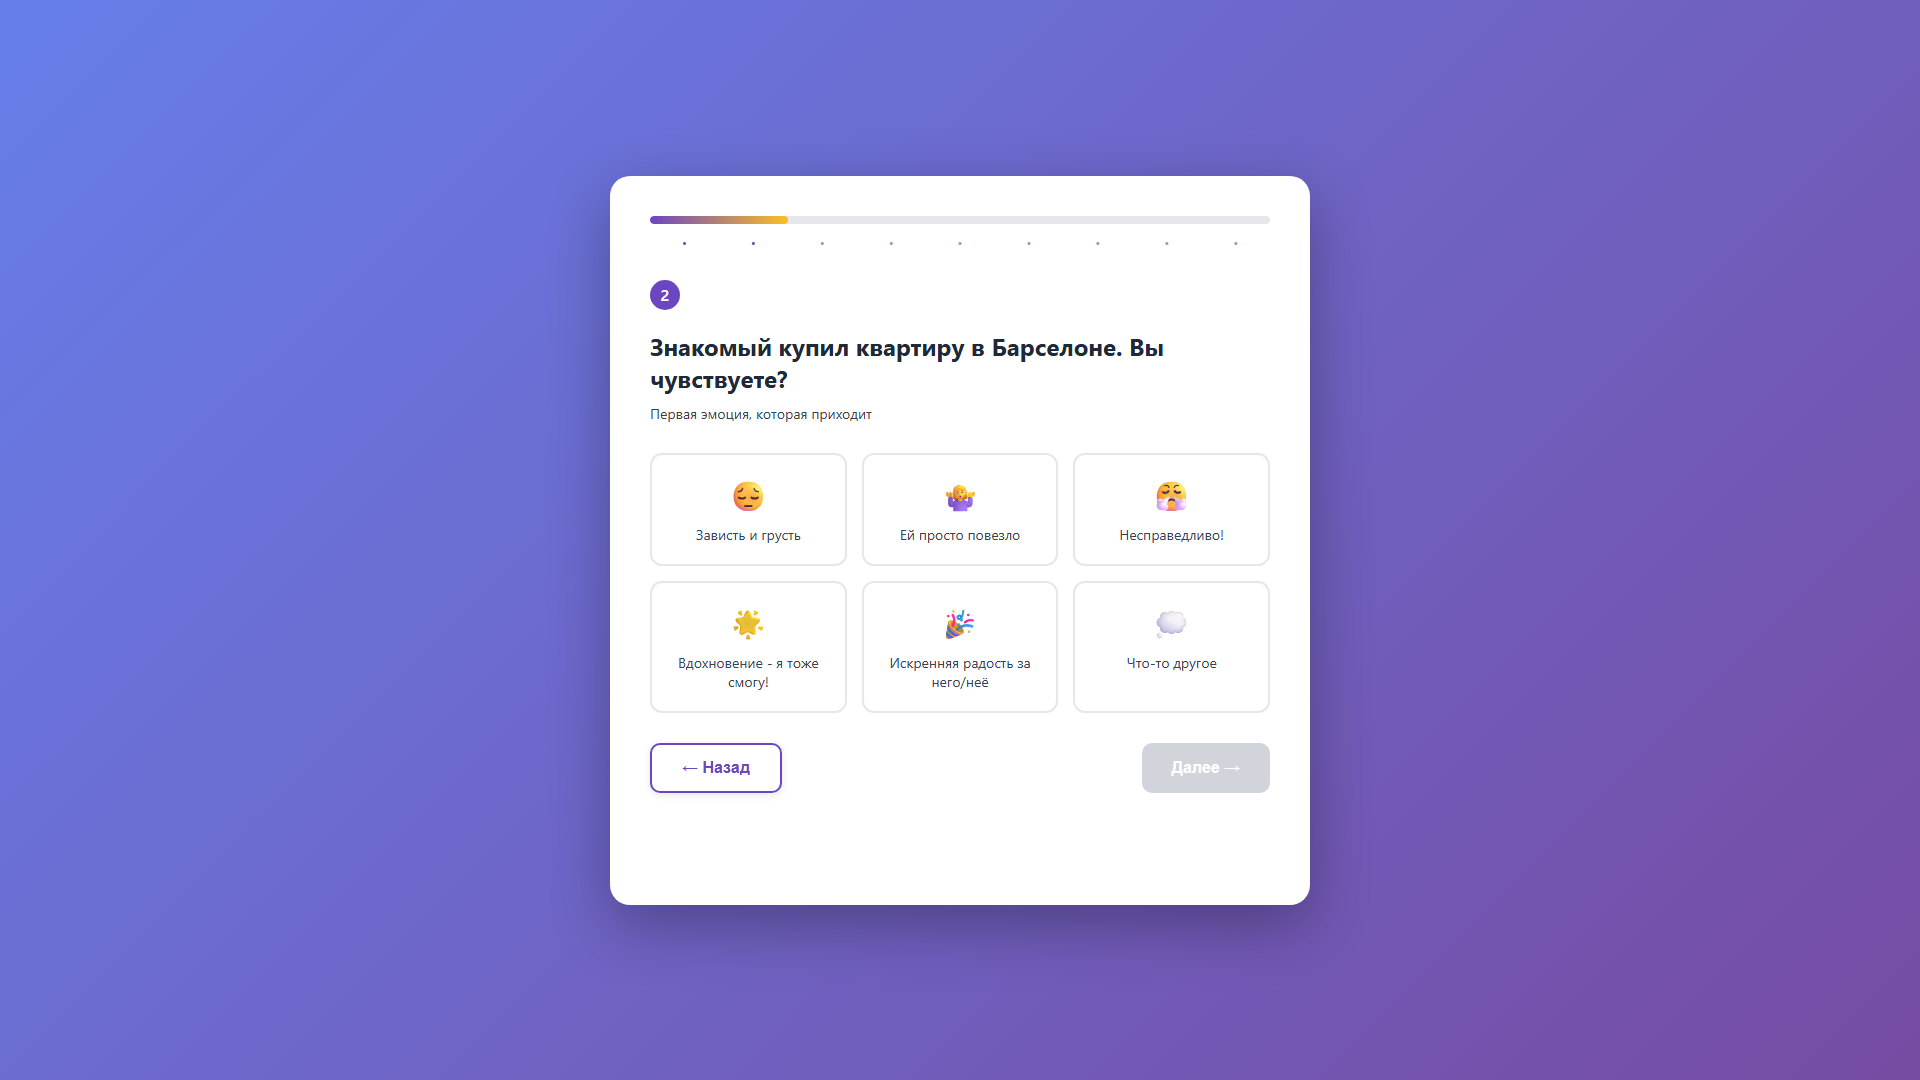 2
Знакомый купил квартиру в Барселоне. Вы
чувствуете?
Первая эмоция, которая приходит
Зависть и грусть
Ей просто повезло
Несправедливо!
Вдохновение - я тоже
смогу!
Искренняя радость за
него/неё
Что-то другое
← Назад
Далее →